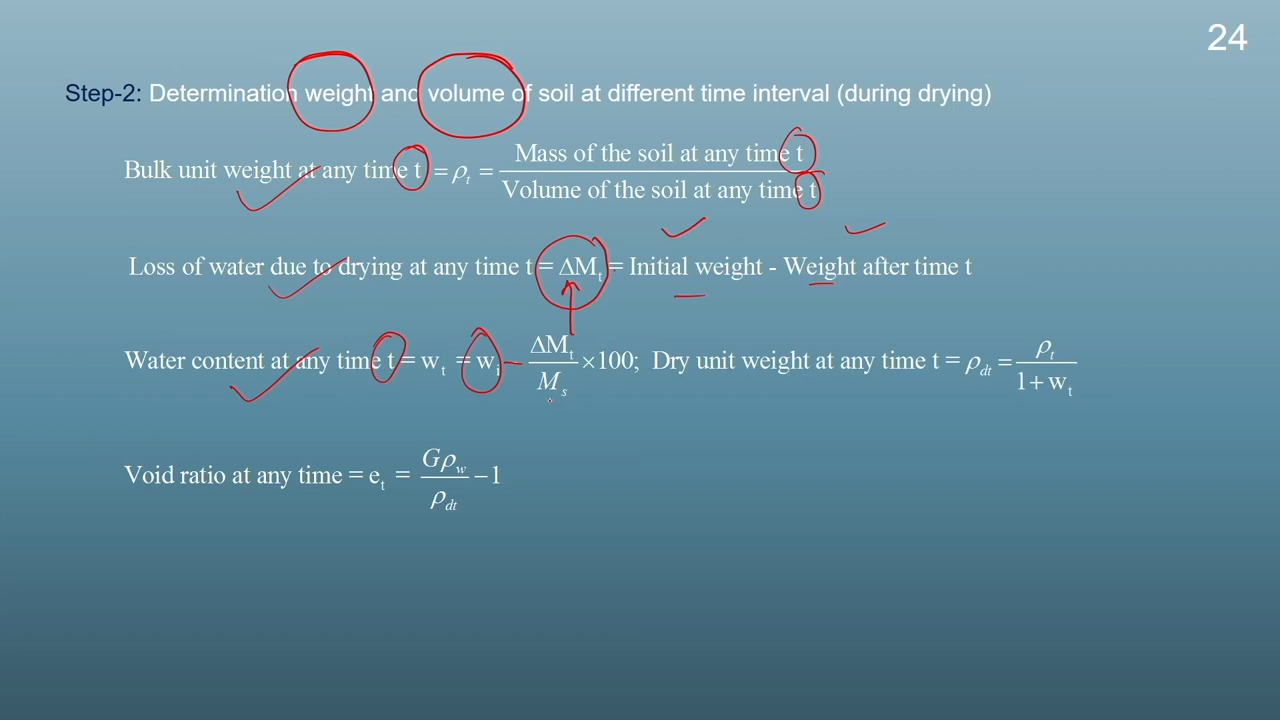 24
Step-2: Determination weight and volume of soil at different time interval (during drying)
Bulk unit weight at any time t = ρₜ = Mass of the soil at any time t / Volume of the soil at any time t
Loss of water due to drying at any time t = ΔMₜ = Initial weight - Weight after time t
Water content at any time t = wₜ = wᵢ − ΔMₜ / Mₛ ×100; Dry unit weight at any time t = ρ_dt = ρₜ / 1 + wₜ
Void ratio at any time = eₜ = Gρ_w / ρ_dt − 1